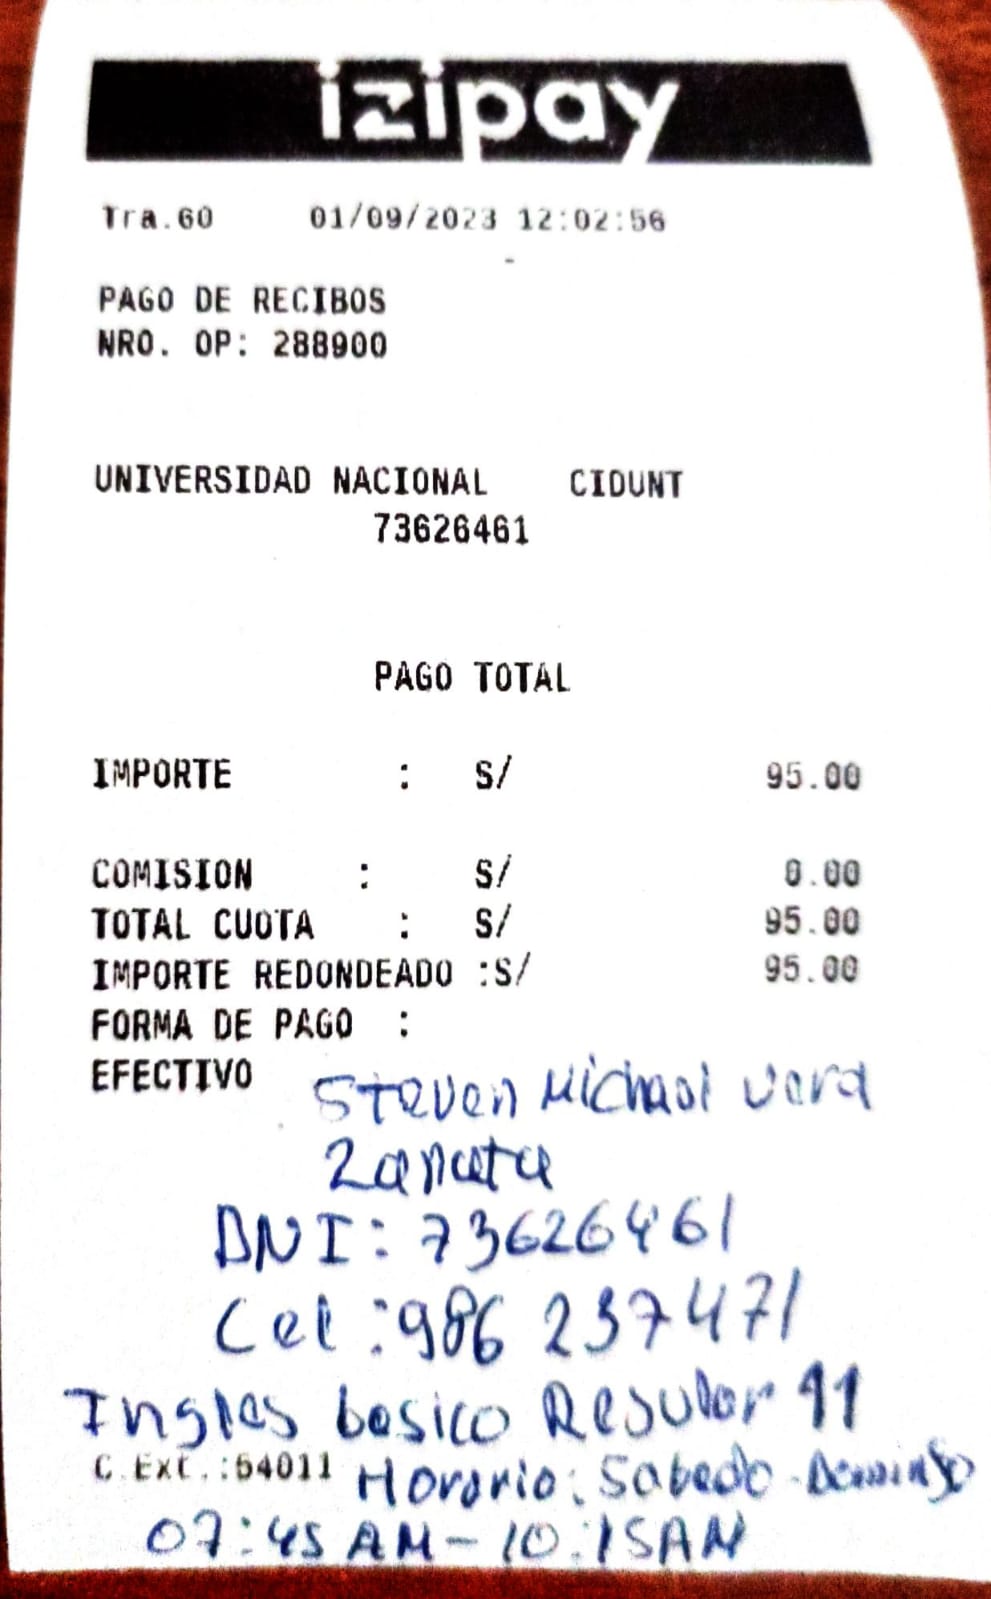 izipay
Tra.60 01/09/2023 12:02:56
PAGO DE RECIBOS
NRO. OP: 288900
UNIVERSIDAD NACIONAL CIDUNT
73626461
PAGO TOTAL
IMPORTE : S/ 95.00
COMISION : S/ 0.00
TOTAL CUOTA : S/ 95.00
IMPORTE REDONDEADO :S/ 95.00
FORMA DE PAGO :
EFECTIVO
Steven Michael Vera
Zanutu
DNI: 73626461
Cel: 986 237471
Ingles basico Regular 11
C.Ext.:64011 Horario: Sabado - Domingo
07:45 AM - 10:15AM